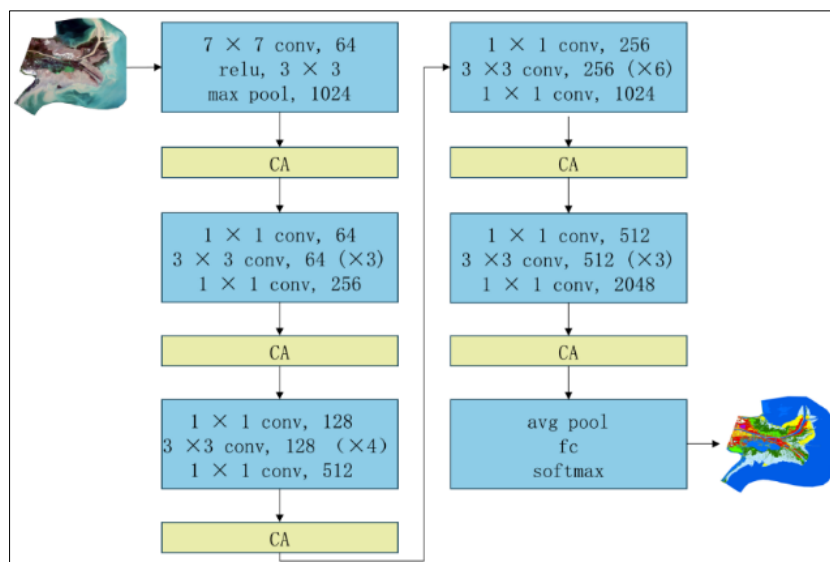 7 × 7 conv, 64
relu, 3 × 3
max pool, 1024
CA
1 × 1 conv, 64
3 × 3 conv, 64 (×3)
1 × 1 conv, 256
CA
1 × 1 conv, 128
3 ×3 conv, 128 (×4)
1 × 1 conv, 512
CA
1 × 1 conv, 256
3 ×3 conv, 256 (×6)
1 × 1 conv, 1024
CA
1 × 1 conv, 512
3 ×3 conv, 512 (×3)
1 × 1 conv, 2048
CA
avg pool
fc
softmax